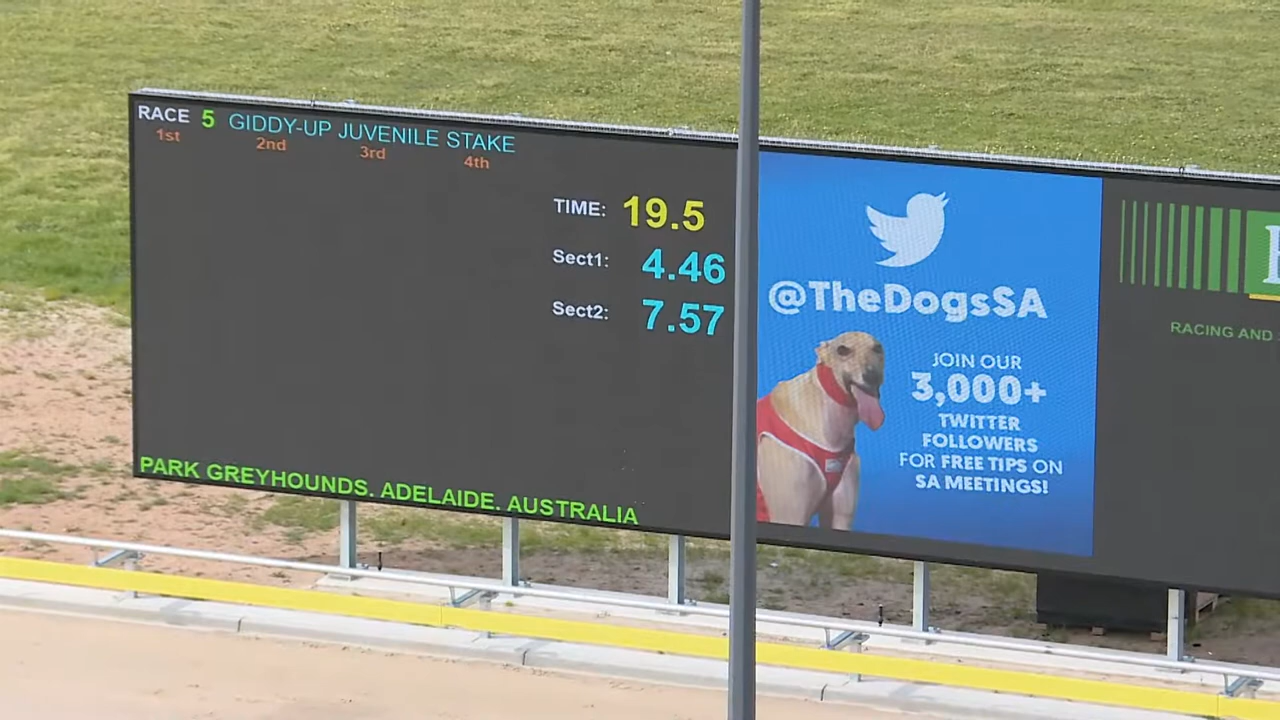 RACE 5 GIDDY-UP JUVENILE STAKE
1st 2nd 3rd 4th
TIME: 19.5
Sect1: 4.46
Sect2: 7.57
PARK GREYHOUNDS. ADELAIDE. AUSTRALIA
@TheDogsSA
JOIN OUR
3,000+
TWITTER
FOLLOWERS
FOR FREE TIPS ON
SA MEETINGS!
RACING AND